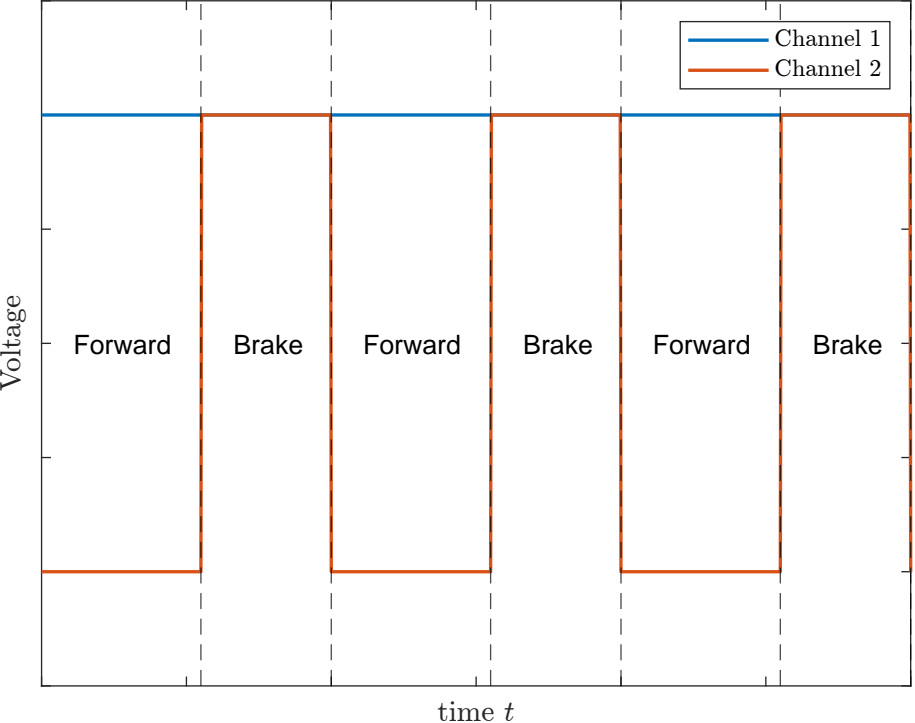 Channel 1
Channel 2
Voltage
Forward
Brake
Forward
Brake
Forward
Brake
time t